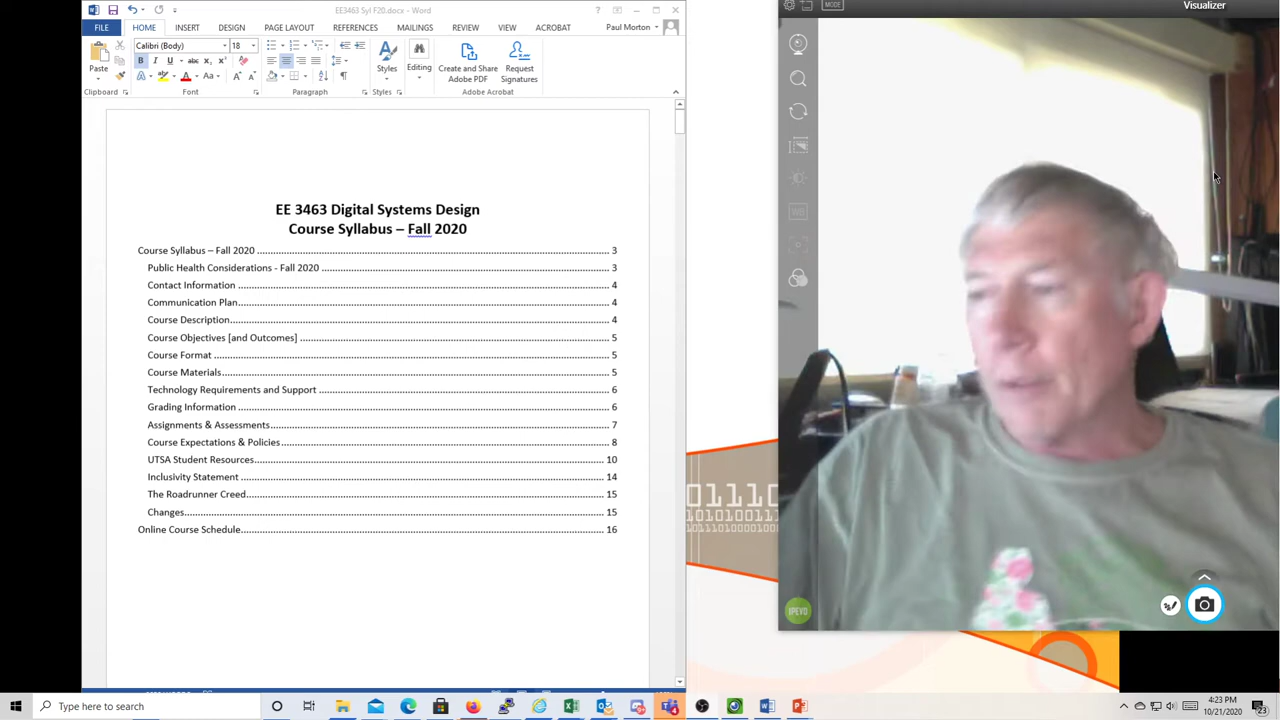 EE3463 Syl F20.docx - Word
Visualizer
MODE
FILE HOME INSERT DESIGN PAGE LAYOUT REFERENCES MAILINGS REVIEW VIEW ACROBAT Paul Morton
Calibri (Body) 18
Paste
Styles
Editing
Create and Share Adobe PDF
Request Signatures
Clipboard Font Paragraph Styles Adobe Acrobat
EE 3463 Digital Systems Design
Course Syllabus – Fall 2020
Course Syllabus – Fall 2020 3
Public Health Considerations - Fall 2020 3
Contact Information 4
Communication Plan 4
Course Description 4
Course Objectives [and Outcomes] 5
Course Format 5
Course Materials 5
Technology Requirements and Support 6
Grading Information 6
Assignments & Assessments 7
Course Expectations & Policies 8
UTSA Student Resources 10
Inclusivity Statement 14
The Roadrunner Creed 15
Changes 15
Online Course Schedule 16
IPEVO
Type here to search
4:23 PM
10/21/2020
23